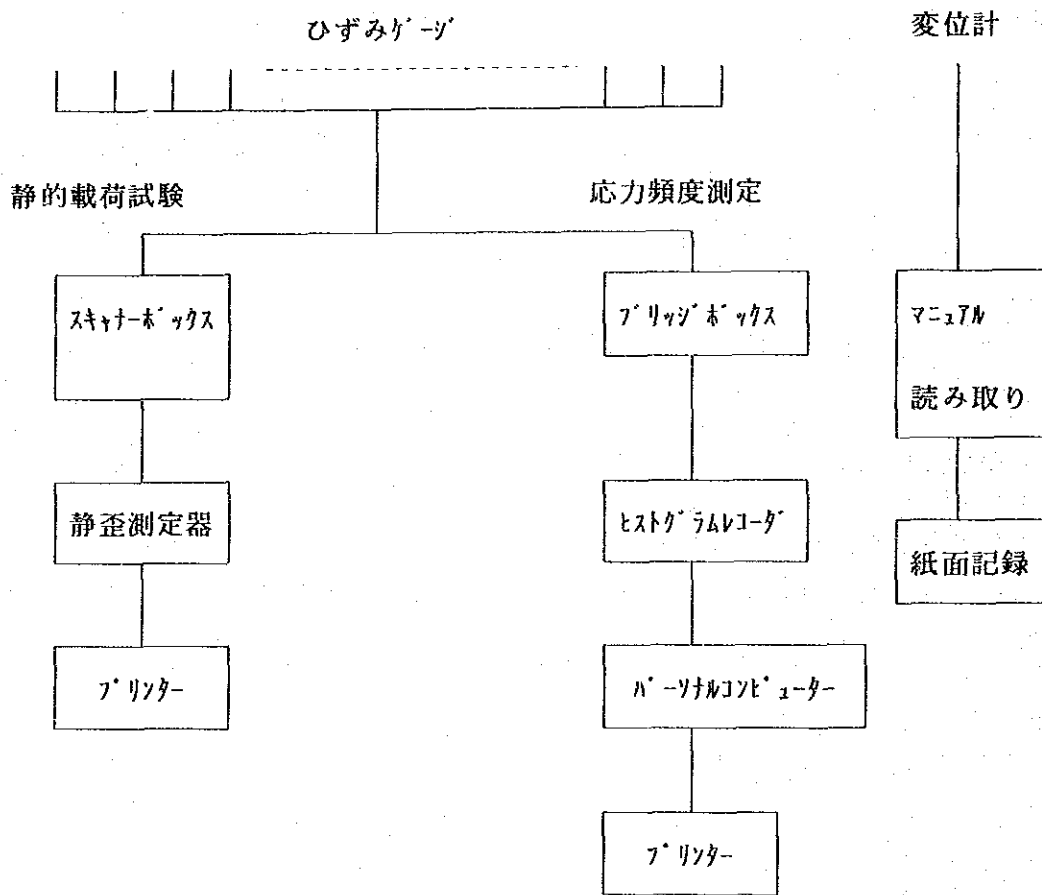 ひずみゲージ
変位計
静的載荷試験
応力頻度測定
スキャナーボックス
ブリッジボックス
マニュアル
読み取り
静歪測定器
ヒストグラムレコーダ
紙面記録
プリンター
パーソナルコンピューター
プリンター